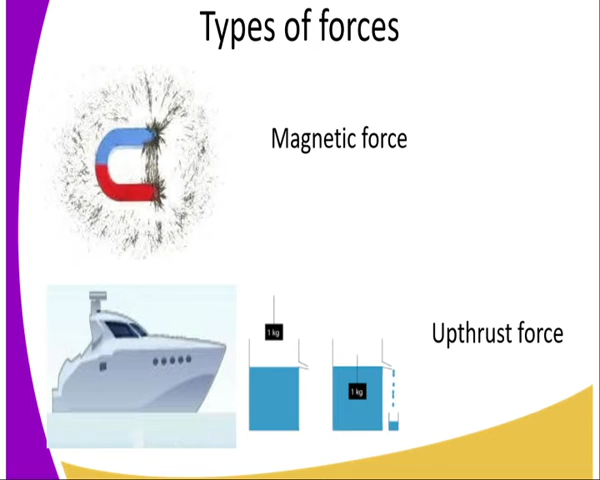 Types of forces
Magnetic force
1 kg
Upthrust force
1 kg